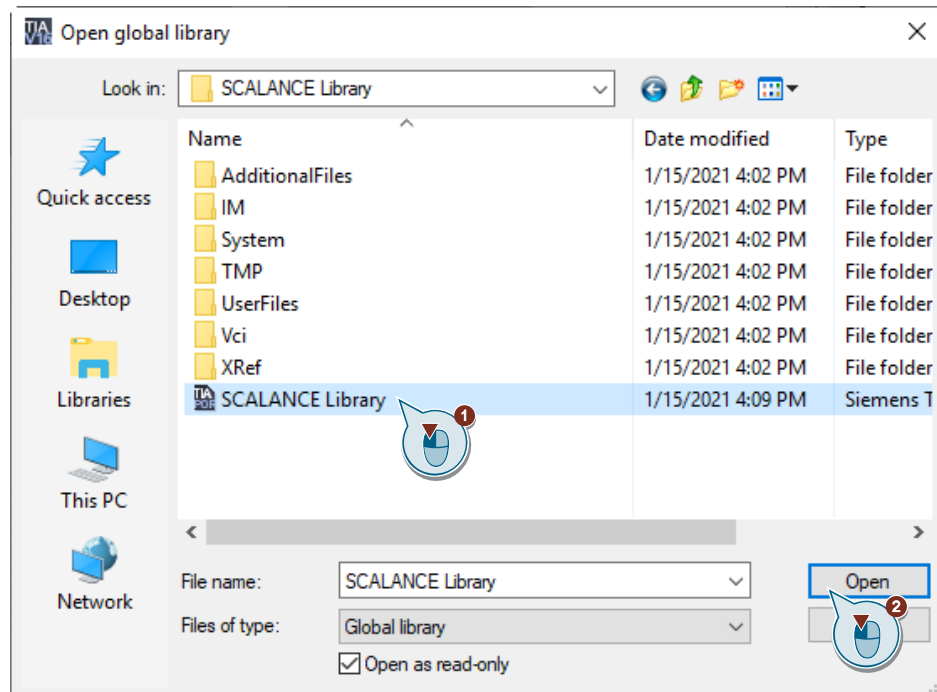 TIA V16 Open global library
Look in: SCALANCE Library
Name Date modified Type
Quick access
Desktop
Libraries
This PC
Network
AdditionalFiles 1/15/2021 4:02 PM File folder
IM 1/15/2021 4:02 PM File folder
System 1/15/2021 4:02 PM File folder
TMP 1/15/2021 4:02 PM File folder
UserFiles 1/15/2021 4:02 PM File folder
Vci 1/15/2021 4:02 PM File folder
XRef 1/15/2021 4:02 PM File folder
SCALANCE Library 1/15/2021 4:09 PM Siemens T
1
File name: SCALANCE Library Open
2
Files of type: Global library
Open as read-only